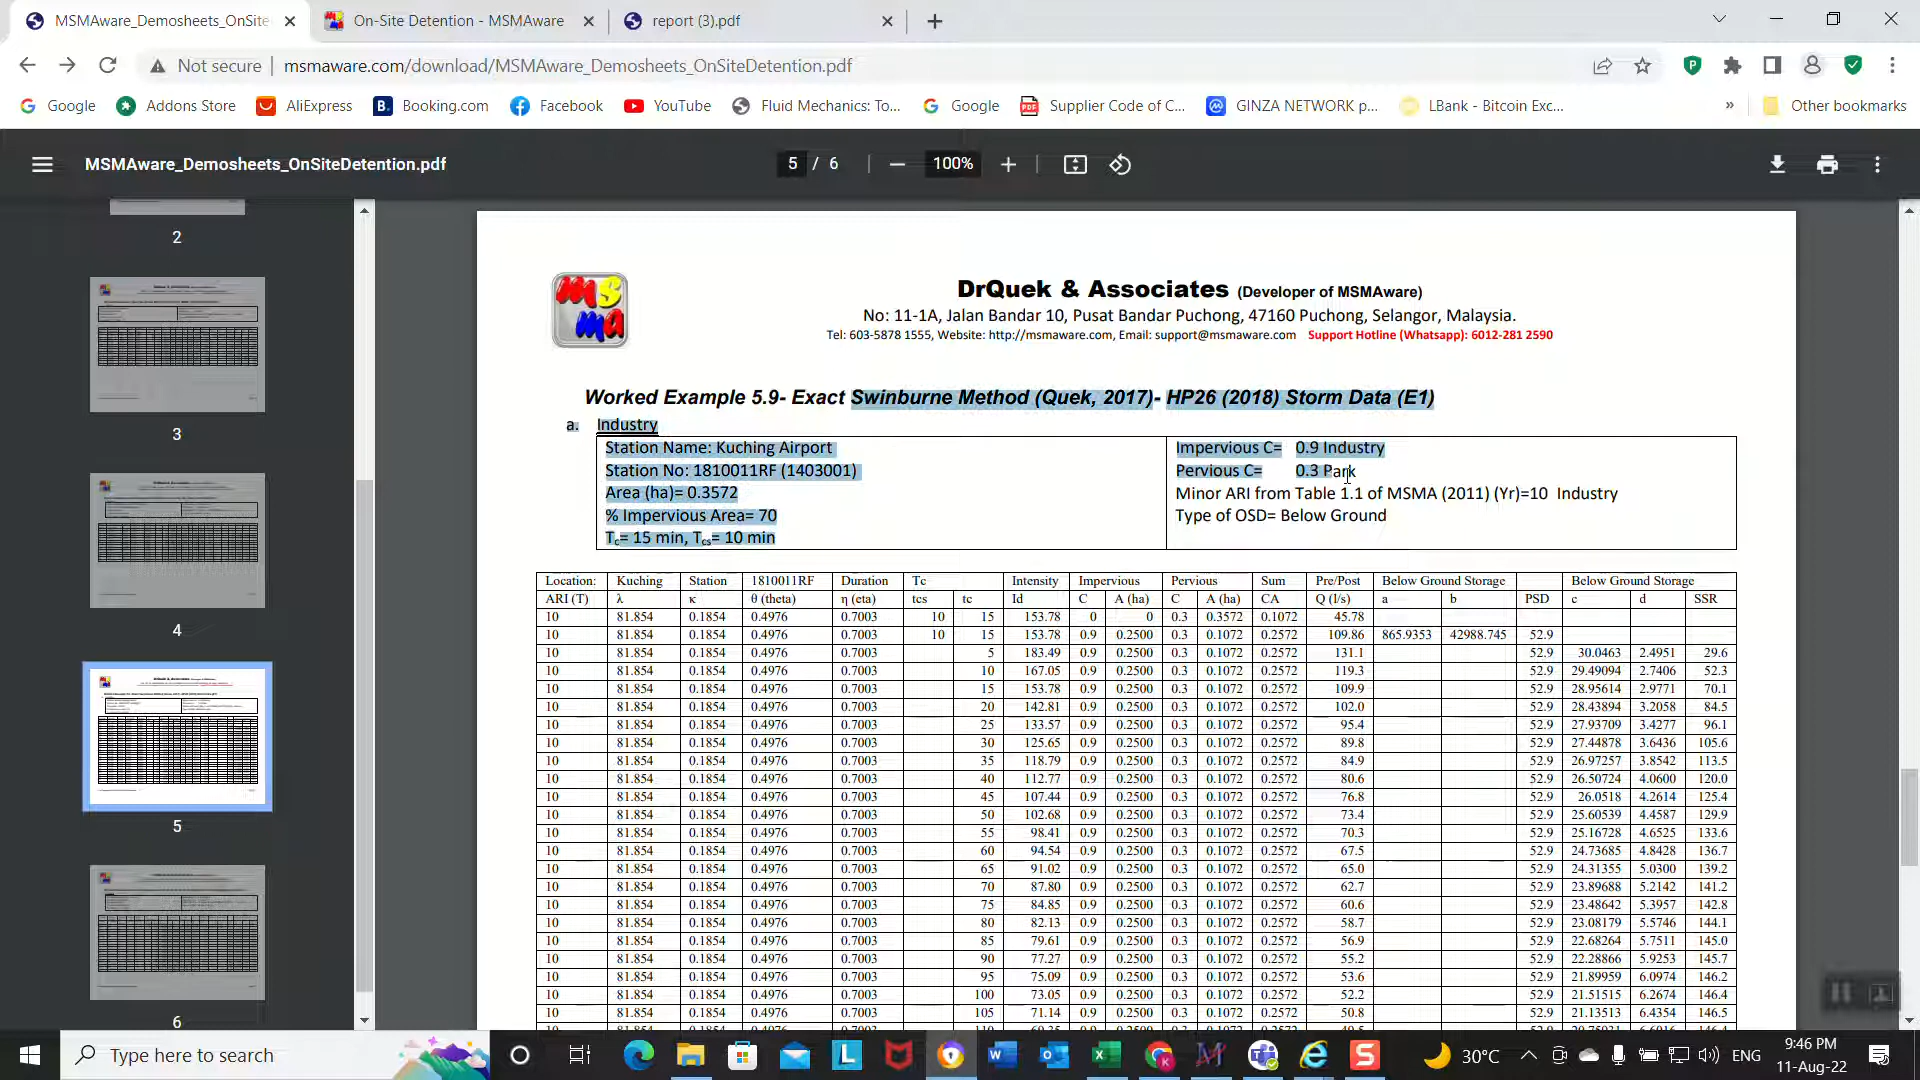 MSMAware_Demosheets_OnSite
On-Site Detention - MSMAware
report (3).pdf
Not secure
msmaware.com/download/MSMAware_Demosheets_OnSiteDetention.pdf
Google
Addons Store
AliExpress
Booking.com
Facebook
YouTube
Fluid Mechanics: To...
Google
Supplier Code of C...
GINZA NETWORK p...
LBank - Bitcoin Exc...
Other bookmarks
MSMAware_Demosheets_OnSiteDetention.pdf
5 / 6
100%
2
3
4
5
6
DrQuek & Associates (Developer of MSMAware)
No: 11-1A, Jalan Bandar 10, Pusat Bandar Puchong, 47160 Puchong, Selangor, Malaysia.
Tel: 603-5878 1555, Website: http://msmaware.com, Email: support@msmaware.com Support Hotline (Whatsapp): 6012-281 2590
Worked Example 5.9- Exact Swinburne Method (Quek, 2017)- HP26 (2018) Storm Data (E1)
a. Industry
Station Name: Kuching Airport
Station No: 1810011RF (1403001)
Area (ha)= 0.3572
% Impervious Area= 70
Tc= 15 min, Tcs= 10 min
Impervious C= 0.9 Industry
Pervious C= 0.3 Park
Minor ARI from Table 1.1 of MSMA (2011) (Yr)=10 Industry
Type of OSD= Below Ground
Location: Kuching Station 1810011RF Duration Tc Intensity Impervious Pervious Sum Pre/Post Below Ground Storage Below Ground Storage
ARI (T) λ κ θ (theta) η (eta) tcs tc Id C A (ha) C A (ha) CA Q (l/s) a b PSD c d SSR
10 81.854 0.1854 0.4976 0.7003 10 15 153.78 0 0 0.3 0.3572 0.1072 45.78
10 81.854 0.1854 0.4976 0.7003 10 15 153.78 0.9 0.2500 0.3 0.1072 0.2572 109.86 865.9353 42988.745 52.9
10 81.854 0.1854 0.4976 0.7003 5 183.49 0.9 0.2500 0.3 0.1072 0.2572 131.1 52.9 30.0463 2.4951 29.6
10 81.854 0.1854 0.4976 0.7003 10 167.05 0.9 0.2500 0.3 0.1072 0.2572 119.3 52.9 29.49094 2.7406 52.3
10 81.854 0.1854 0.4976 0.7003 15 153.78 0.9 0.2500 0.3 0.1072 0.2572 109.9 52.9 28.95614 2.9771 70.1
10 81.854 0.1854 0.4976 0.7003 20 142.81 0.9 0.2500 0.3 0.1072 0.2572 102.0 52.9 28.43894 3.2058 84.5
10 81.854 0.1854 0.4976 0.7003 25 133.57 0.9 0.2500 0.3 0.1072 0.2572 95.4 52.9 27.93709 3.4277 96.1
10 81.854 0.1854 0.4976 0.7003 30 125.65 0.9 0.2500 0.3 0.1072 0.2572 89.8 52.9 27.44878 3.6436 105.6
10 81.854 0.1854 0.4976 0.7003 35 118.79 0.9 0.2500 0.3 0.1072 0.2572 84.9 52.9 26.97257 3.8542 113.5
10 81.854 0.1854 0.4976 0.7003 40 112.77 0.9 0.2500 0.3 0.1072 0.2572 80.6 52.9 26.50724 4.0600 120.0
10 81.854 0.1854 0.4976 0.7003 45 107.44 0.9 0.2500 0.3 0.1072 0.2572 76.8 52.9 26.0518 4.2614 125.4
10 81.854 0.1854 0.4976 0.7003 50 102.68 0.9 0.2500 0.3 0.1072 0.2572 73.4 52.9 25.60539 4.4587 129.9
10 81.854 0.1854 0.4976 0.7003 55 98.41 0.9 0.2500 0.3 0.1072 0.2572 70.3 52.9 25.16728 4.6525 133.6
10 81.854 0.1854 0.4976 0.7003 60 94.54 0.9 0.2500 0.3 0.1072 0.2572 67.5 52.9 24.73685 4.8428 136.7
10 81.854 0.1854 0.4976 0.7003 65 91.02 0.9 0.2500 0.3 0.1072 0.2572 65.0 52.9 24.31355 5.0300 139.2
10 81.854 0.1854 0.4976 0.7003 70 87.80 0.9 0.2500 0.3 0.1072 0.2572 62.7 52.9 23.89688 5.2142 141.2
10 81.854 0.1854 0.4976 0.7003 75 84.85 0.9 0.2500 0.3 0.1072 0.2572 60.6 52.9 23.48642 5.3957 142.8
10 81.854 0.1854 0.4976 0.7003 80 82.13 0.9 0.2500 0.3 0.1072 0.2572 58.7 52.9 23.08179 5.5746 144.1
10 81.854 0.1854 0.4976 0.7003 85 79.61 0.9 0.2500 0.3 0.1072 0.2572 56.9 52.9 22.68264 5.7511 145.0
10 81.854 0.1854 0.4976 0.7003 90 77.27 0.9 0.2500 0.3 0.1072 0.2572 55.2 52.9 22.28866 5.9253 145.7
10 81.854 0.1854 0.4976 0.7003 95 75.09 0.9 0.2500 0.3 0.1072 0.2572 53.6 52.9 21.89959 6.0974 146.2
10 81.854 0.1854 0.4976 0.7003 100 73.05 0.9 0.2500 0.3 0.1072 0.2572 52.2 52.9 21.51515 6.2674 146.4
10 81.854 0.1854 0.4976 0.7003 105 71.14 0.9 0.2500 0.3 0.1072 0.2572 50.8 52.9 21.13513 6.4354 146.5
Type here to search
30°C
ENG
9:46 PM
11-Aug-22